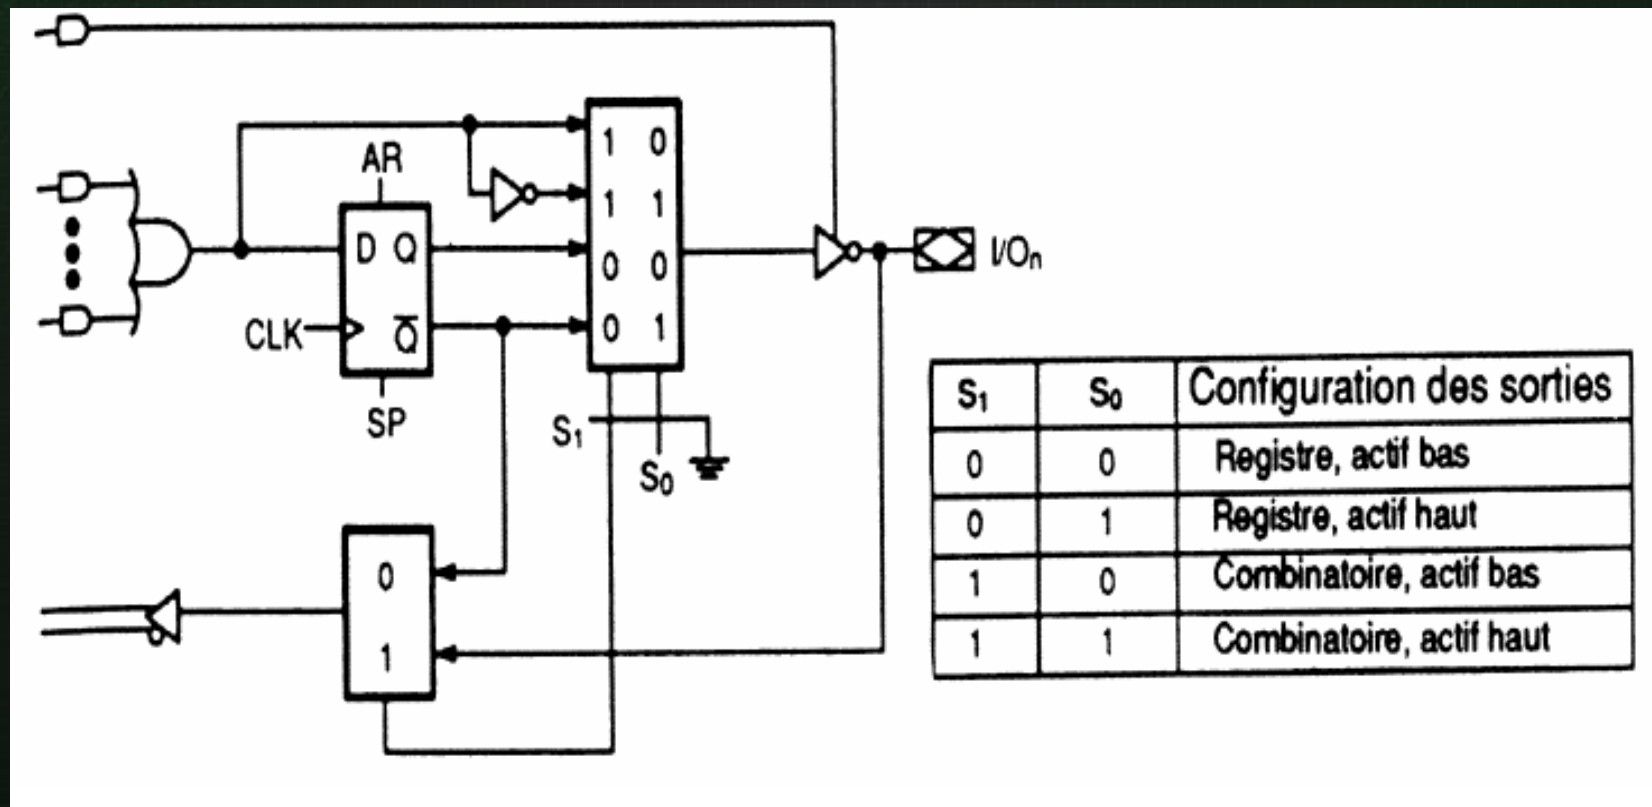 1 0
AR
1 1
D Q
0 0
I/Oₙ
CLK
Q̅
0 1
SP
S₁
S₀
0
1
S₁ S₀ Configuration des sorties
0 0 Registre, actif bas
0 1 Registre, actif haut
1 0 Combinatoire, actif bas
1 1 Combinatoire, actif haut